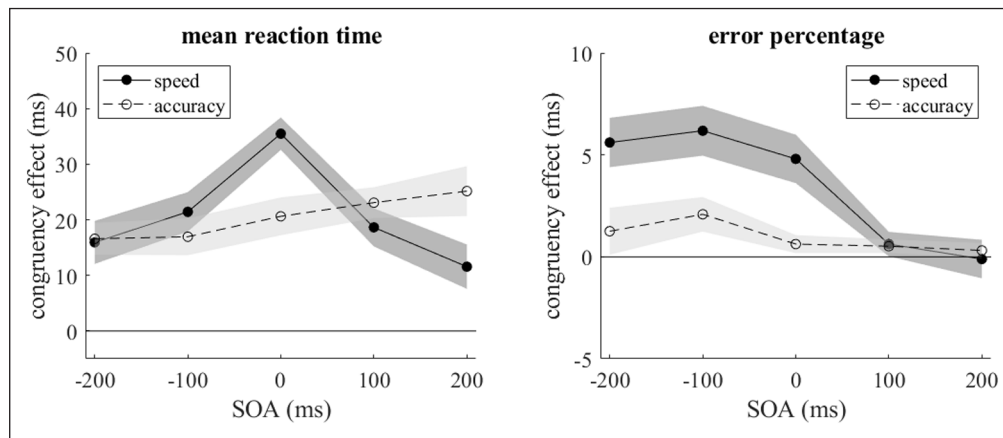 mean reaction time
speed
accuracy
50
40
30
20
10
0
congruency effect (ms)
-200
-100
0
100
200
SOA (ms)
error percentage
speed
accuracy
10
5
0
-5
congruency effect (ms)
-200
-100
0
100
200
SOA (ms)